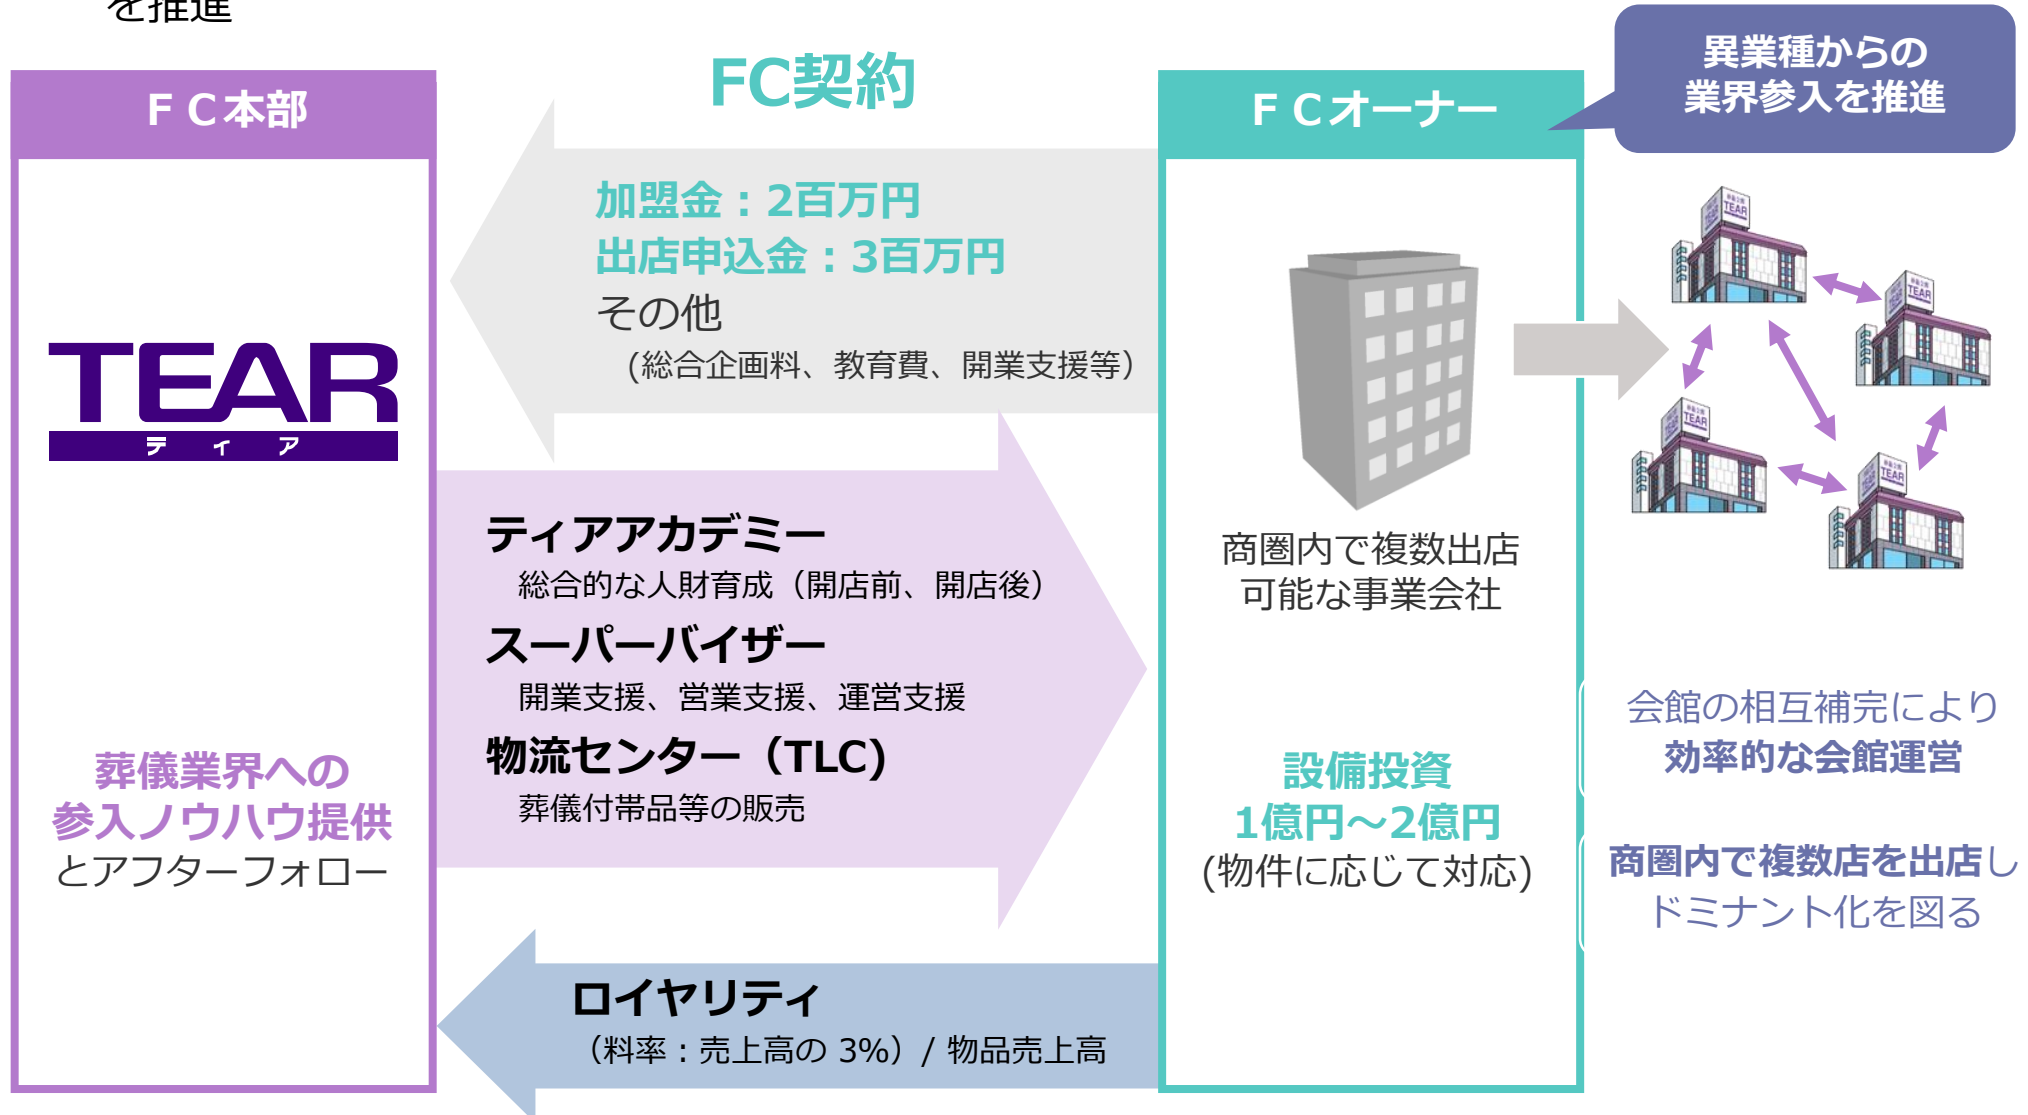 を推進
FC契約
ＦＣ本部
TEAR
ティア
葬儀業界への
参入ノウハウ提供
とアフターフォロー
加盟金：2百万円
出店申込金：3百万円
その他
(総合企画料、教育費、開業支援等）
ティアアカデミー
総合的な人財育成（開店前、開店後）
スーパーバイザー
開業支援、営業支援、運営支援
物流センター（TLC)
葬儀付帯品等の販売
ロイヤリティ
（料率：売上高の 3%）/ 物品売上高
ＦＣオーナー
商圏内で複数出店
可能な事業会社
設備投資
1億円～2億円
(物件に応じて対応)
異業種からの
業界参入を推進
TEAR
TEAR
TEAR
TEAR
会館の相互補完により
効率的な会館運営
商圏内で複数店を出店し
ドミナント化を図る